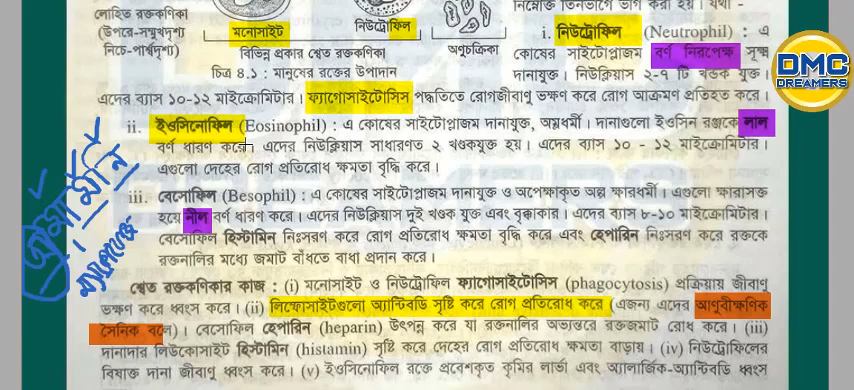 নিম্নোক্ত তিনভাগে ভাগ করা হয়। যথা -
লোহিত রক্তকণিকা
(উপরে-সম্মুখদৃশ্য
নিচে-পার্শ্বদৃশ্য)
মনোসাইট
নিউট্রোফিল
অণুচক্রিকা
বিভিন্ন প্রকার শ্বেত রক্তকণিকা
চিত্র ৪.১ : মানুষের রক্তের উপাদান
i. নিউট্রোফিল (Neutrophil) : এ
কোষের সাইটোপ্লাজম বর্ণ নিরপেক্ষ সূক্ষ্ম
দানাযুক্ত। নিউক্লিয়াস ২-৭ টি খণ্ডক যুক্ত।
এদের ব্যাস ১০-১২ মাইক্রোমিটার। ফ্যাগোসাইটোসিস পদ্ধতিতে রোগজীবাণু ভক্ষণ করে রোগ আক্রমণ প্রতিহত করে।
ii. ইওসিনোফিল (Eosinophil) : এ কোষের সাইটোপ্লাজম দানাযুক্ত, অম্লধর্মী। দানাগুলো ইওসিন রঞ্জকে লাল
বর্ণ ধারণ করে। এদের নিউক্লিয়াস সাধারণত ২ খণ্ডকযুক্ত হয়। এদের ব্যাস ১০ - ১২ মাইক্রোমিটার।
এগুলো দেহের রোগ প্রতিরোধ ক্ষমতা বৃদ্ধি করে।
iii. বেসোফিল (Besophil) : এ কোষের সাইটোপ্লাজম দানাযুক্ত ও অপেক্ষাকৃত অল্প ক্ষারধর্মী। এগুলো ক্ষারাসক্ত
হয়ে নীল বর্ণ ধারণ করে। এদের নিউক্লিয়াস দুই খণ্ডক যুক্ত এবং বৃক্কাকার। এদের ব্যাস ৮-১০ মাইক্রোমিটার।
বেসোফিল হিস্টামিন নিঃসরণ করে রোগ প্রতিরোধ ক্ষমতা বৃদ্ধি করে এবং হেপারিন নিঃসরণ করে রক্তকে
রক্তনালির মধ্যে জমাট বাঁধতে বাধা প্রদান করে।
শ্বেত রক্তকণিকার কাজ : (i) মনোসাইট ও নিউট্রোফিল ফ্যাগোসাইটোসিস (phagocytosis) প্রক্রিয়ায় জীবাণু
ভক্ষণ করে ধ্বংস করে। (ii) লিম্ফোসাইটগুলো অ্যান্টিবডি সৃষ্টি করে রোগ প্রতিরোধ করে (এজন্য এদের আণুবীক্ষণিক
সৈনিক বলে)। বেসোফিল হেপারিন (heparin) উৎপন্ন করে যা রক্তনালির অভ্যন্তরে রক্তজমাট রোধ করে। (iii)
দানাদার লিউকোসাইট হিস্টামিন (histamin) সৃষ্টি করে দেহের রোগ প্রতিরোধ ক্ষমতা বাড়ায়। (iv) নিউট্রোফিলের
বিষাক্ত দানা জীবাণু ধ্বংস করে। (v) ইওসিনোফিল রক্তে প্রবেশকৃত কৃমির লার্ভা এবং অ্যালার্জিক-অ্যান্টিবডি ধ্বংস
DMC
DREAMERS